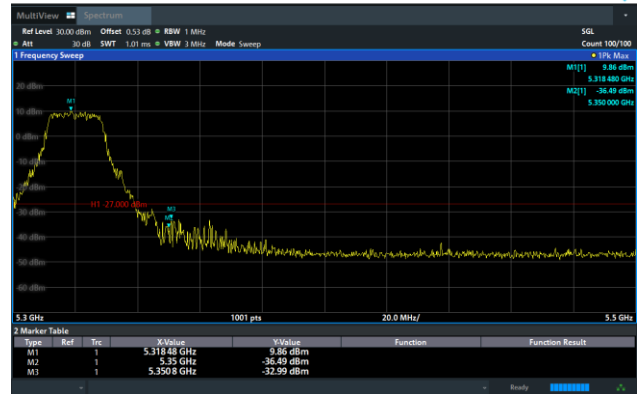 MultiView Spectrum
Ref Level 30.00 dBm Offset 0.53 dB RBW 1 MHz SGL
Att 30 dB SWT 1.01 ms VBW 3 MHz Mode Sweep Count 100/100
1 Frequency Sweep 1Pk Max
M1[1] 9.86 dBm
5.318 480 GHz
M2[1] -36.49 dBm
5.350 000 GHz
20 dBm
M1
10 dBm
0 dBm
-10 dBm
-20 dBm
H1 -27.000 dBm
M3
-30 dBm
M2
-40 dBm
-50 dBm
-60 dBm
5.3 GHz 1001 pts 20.0 MHz/ 5.5 GHz
2 Marker Table
Type Ref Trc X-Value Y-Value Function Function Result
M1 1 5.318 48 GHz 9.86 dBm
M2 1 5.35 GHz -36.49 dBm
M3 1 5.350 8 GHz -32.99 dBm
Ready